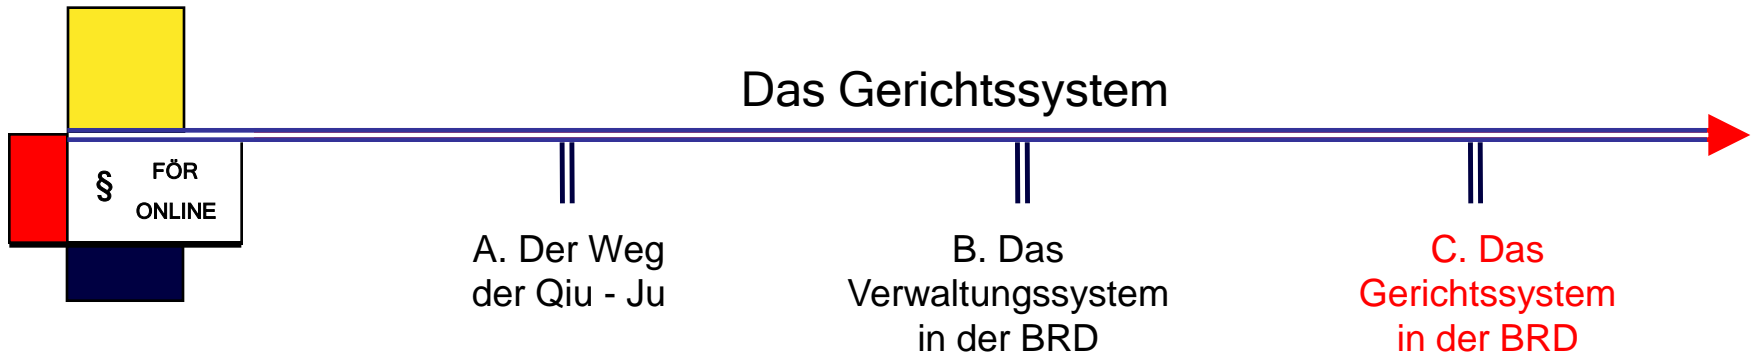 Das Gerichtssystem
§
FÖR
ONLINE
A. Der Weg
der Qiu - Ju
B. Das
Verwaltungssystem
in der BRD
C. Das
Gerichtssystem
in der BRD